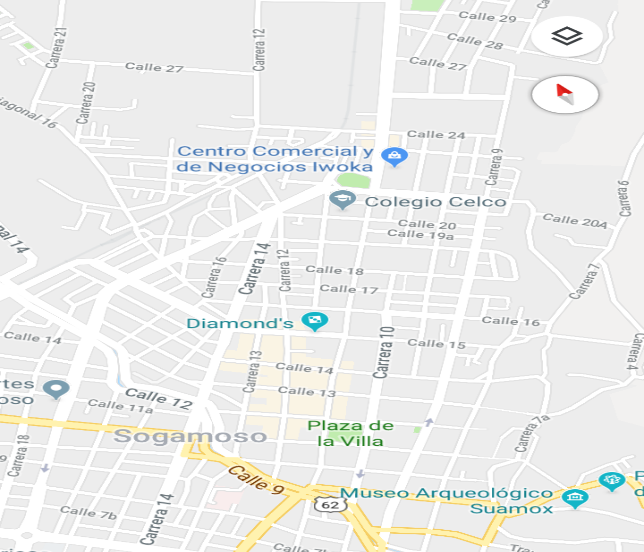 Calle 29
Carrera 21
Carrera 12
Calle 28
Calle 27
Calle 27
Carrera 20
Diagonal 16
Calle 24
Centro Comercial y
de Negocios Iwoka
Carrera 9
Carrera 6
Colegio Celco
Calle 20
Calle 19a
Calle 20A
14
Carrera 14
Carrera 12
Carrera 16
Calle 18
Calle 17
Carrera 7
Diamond's
Calle 16
Calle 14
Carrera 10
Calle 15
Carrera 4
Carrera 13
Calle 14
Calle 13
Calle 12
Calle 11a
Plaza de
la Villa
Carrera 7a
Sogamoso
Carrera 18
Calle 9
62
Museo Arqueológico
Suamox
Calle 7b
Carrera 14